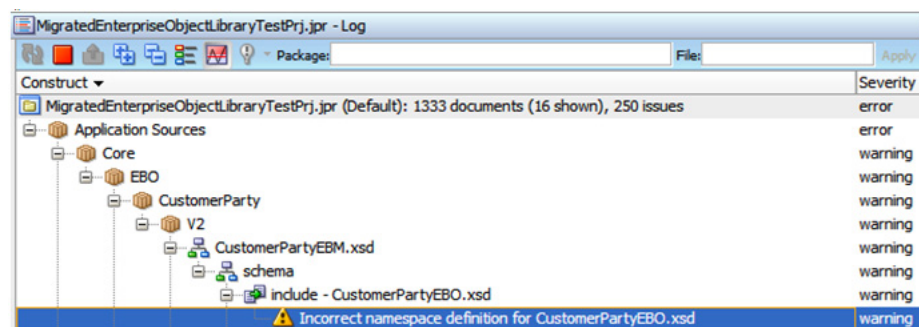 MigratedEnterpriseObjectLibraryTestPrj.jpr - Log
Package: File: Apply
Construct Severity
MigratedEnterpriseObjectLibraryTestPrj.jpr (Default): 1333 documents (16 shown), 250 issues error
Application Sources error
Core warning
EBO warning
CustomerParty warning
V2 warning
CustomerPartyEBM.xsd warning
schema warning
include - CustomerPartyEBO.xsd warning
Incorrect namespace definition for CustomerPartyEBO.xsd warning